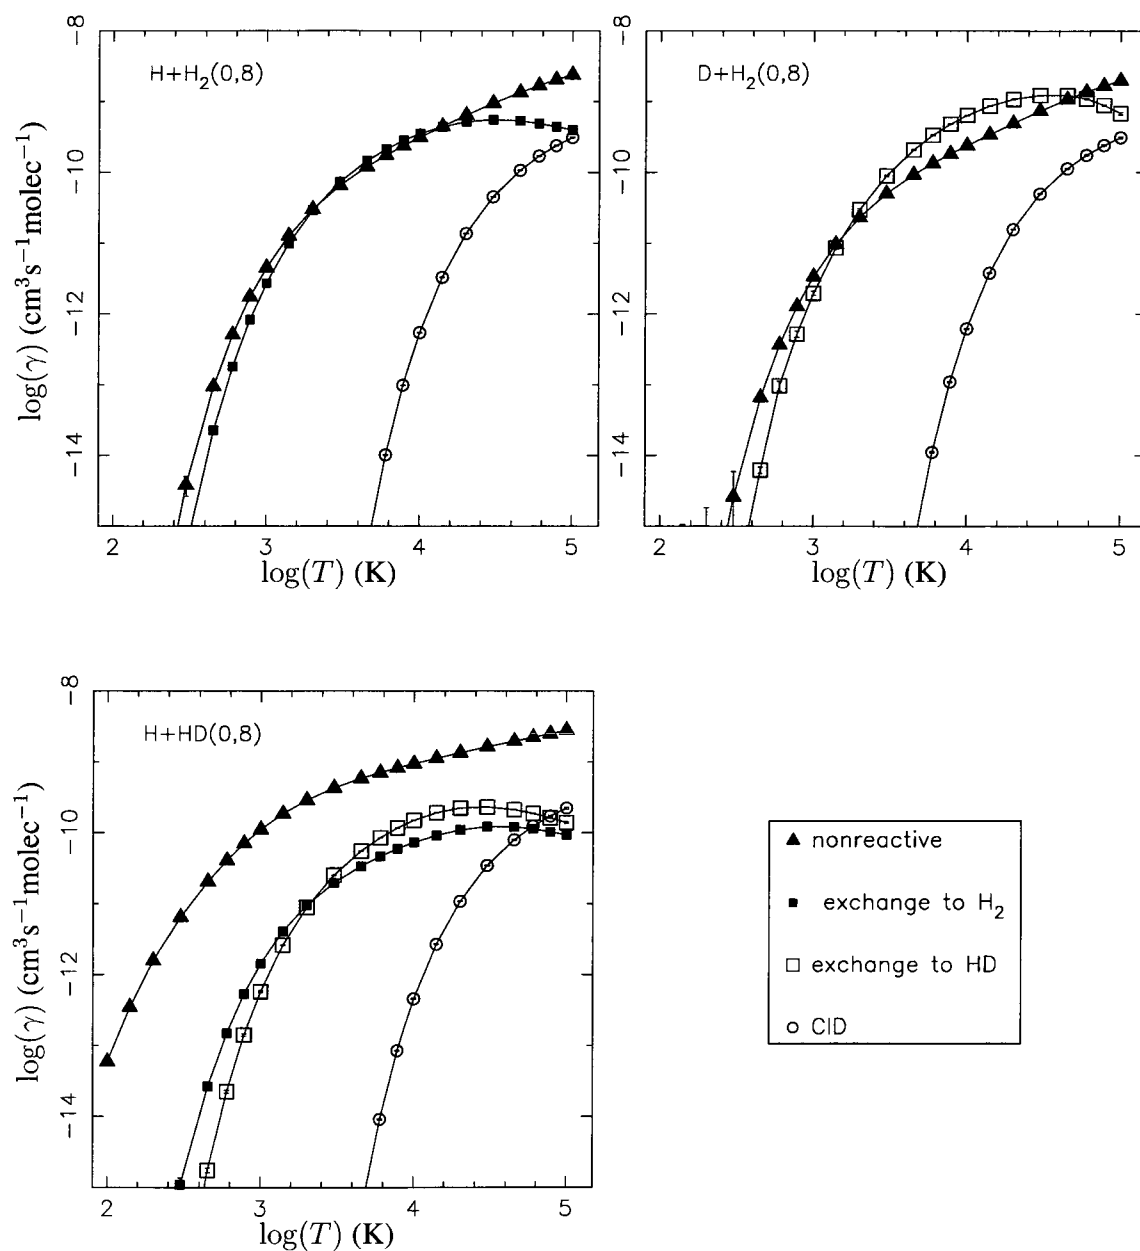 H+H₂(0,8)
−8
−10
−12
−14
log(γ) (cm³s⁻¹molec⁻¹)
2 3 4 5
log(T) (K)
D+H₂(0,8)
−8
−10
−12
−14
2 3 4 5
log(T) (K)
H+HD(0,8)
−8
−10
−12
−14
log(γ) (cm³s⁻¹molec⁻¹)
2 3 4 5
log(T) (K)
nonreactive
exchange to H₂
exchange to HD
CID